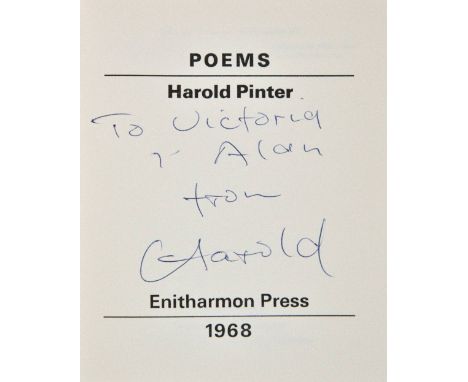 POEMS
Harold Pinter
To Victoria
& Alan
from
Harold
Enitharmon Press
1968